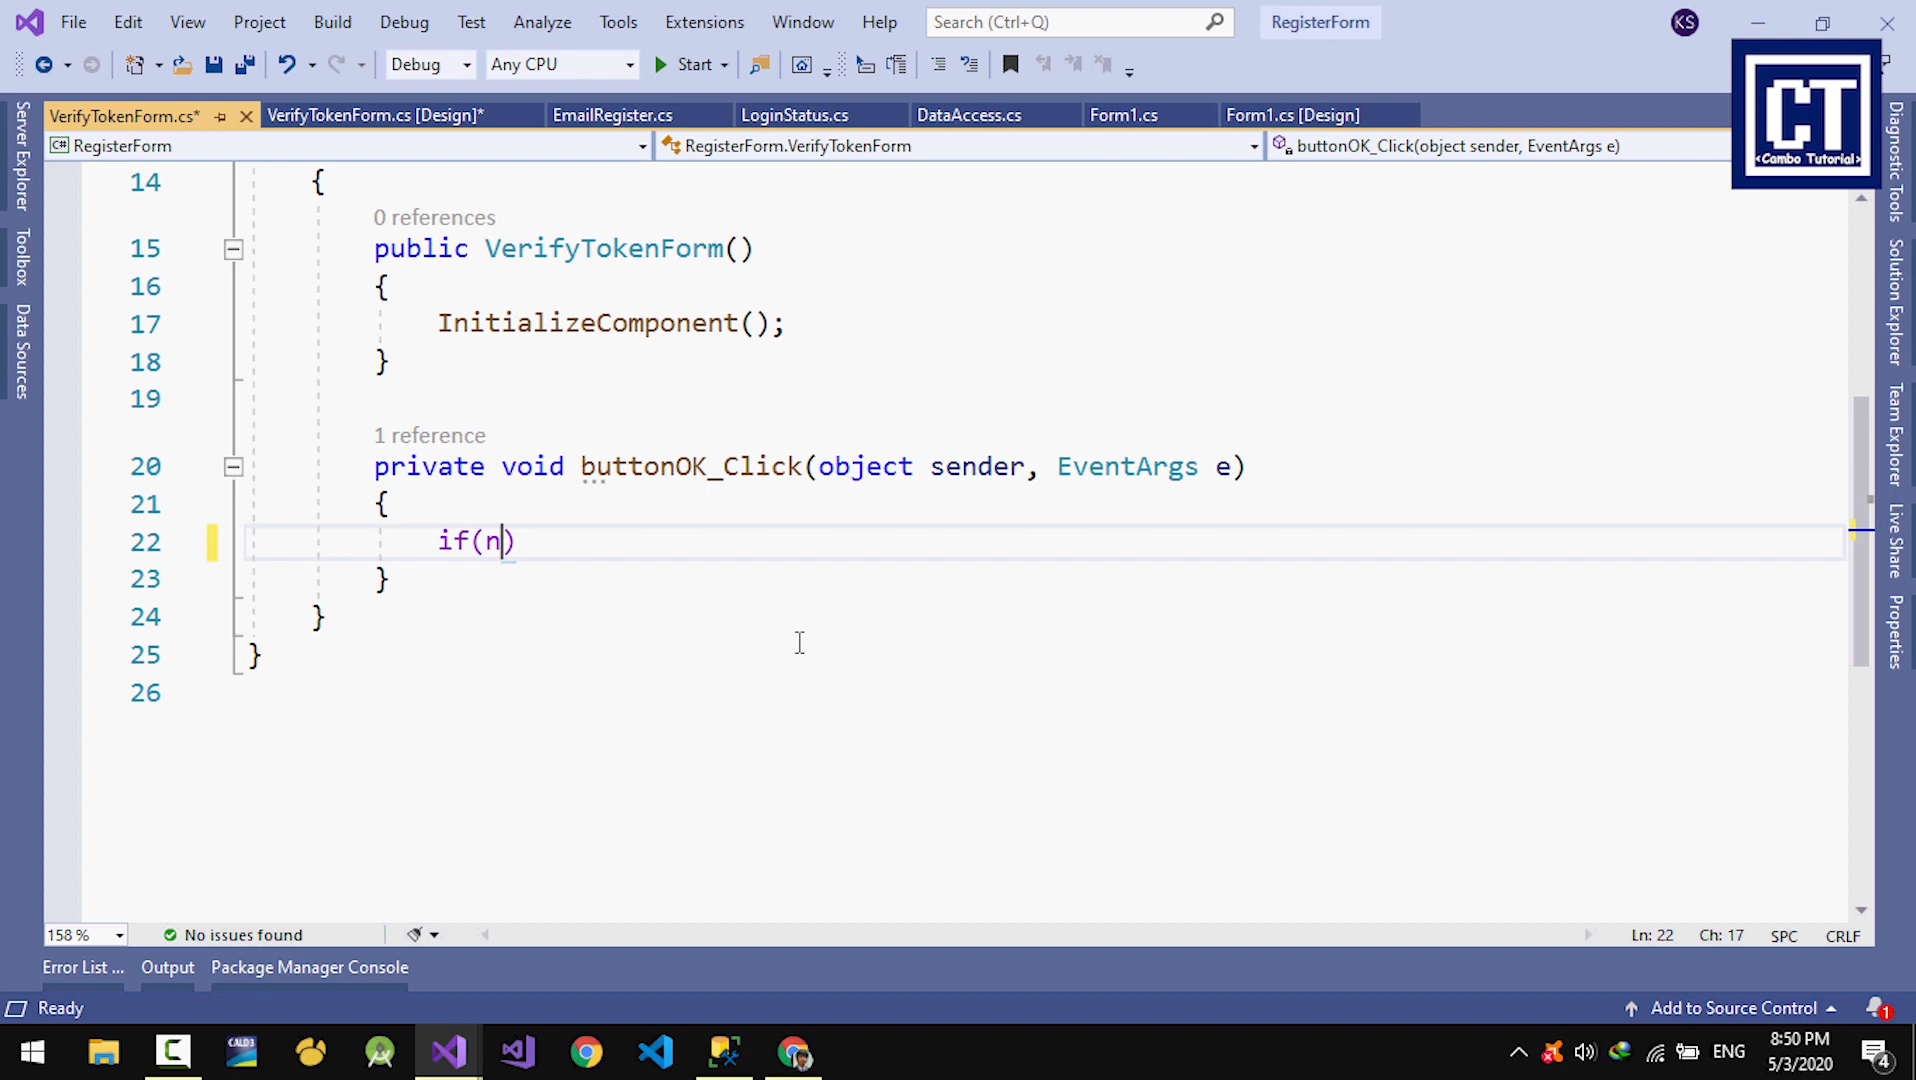 File Edit View Project Build Debug Test Analyze Tools Extensions Window Help Search (Ctrl+Q) RegisterForm KS
Debug Any CPU Start
CT
<Cambo Tutorial>
VerifyTokenForm.cs* VerifyTokenForm.cs [Design]* EmailRegister.cs LoginStatus.cs DataAccess.cs Form1.cs Form1.cs [Design]
C# RegisterForm RegisterForm.VerifyTokenForm buttonOK_Click(object sender, EventArgs e)
Server Explorer
Toolbox
Data Sources
14 {
0 references
15 public VerifyTokenForm()
16 {
17 InitializeComponent();
18 }
19
1 reference
20 private void buttonOK_Click(object sender, EventArgs e)
21 {
22 if(n)
23 }
24 }
25 }
26
Diagnostic Tools
Solution Explorer
Team Explorer
Live Share
Properties
158 % No issues found Ln: 22 Ch: 17 SPC CRLF
Error List ... Output Package Manager Console
Ready Add to Source Control 1
C CALD3 ENG 8:50 PM
5/3/2020 4